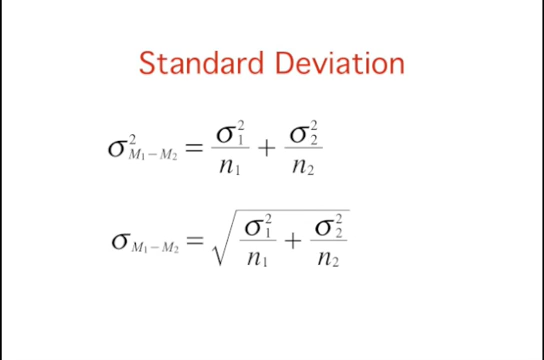 Standard Deviation
σ²_{M₁−M₂} = σ₁²/n₁ + σ₂²/n₂
σ_{M₁−M₂} = √(σ₁²/n₁ + σ₂²/n₂)